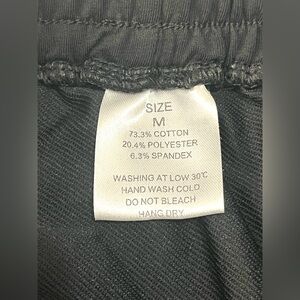 SIZE
M
73.3% COTTON
20.4% POLYESTER
6.3% SPANDEX
WASHING AT LOW 30℃
HAND WASH COLD
DO NOT BLEACH
HANG DRY